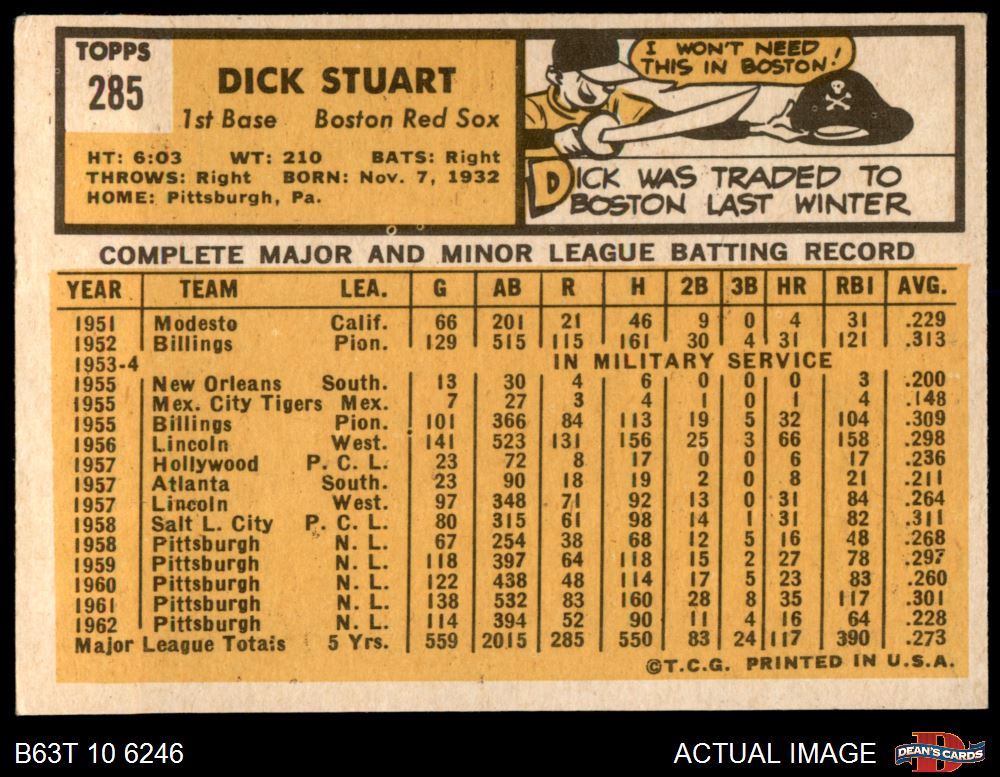 TOPPS
285
DICK STUART
1st Base Boston Red Sox
HT: 6:03 WT: 210 BATS: Right
THROWS: Right BORN: Nov. 7, 1932
HOME: Pittsburgh, Pa.
I WON'T NEED
THIS IN BOSTON!
DICK WAS TRADED TO
BOSTON LAST WINTER
COMPLETE MAJOR AND MINOR LEAGUE BATTING RECORD
YEAR TEAM LEA. G AB R H 2B 3B HR RBI AVG.
1951 Modesto Calif. 66 201 21 46 9 0 4 31 .229
1952 Billings Pion. 129 515 115 161 30 4 31 121 .313
1953-4 IN MILITARY SERVICE
1955 New Orleans South. 13 30 4 6 0 0 0 3 .200
1955 Mex. City Tigers Mex. 7 27 3 4 1 0 1 4 .148
1955 Billings Pion. 101 366 84 113 19 5 32 104 .309
1956 Lincoln West. 141 523 131 156 25 3 66 158 .298
1957 Hollywood P. C. L. 23 72 8 17 0 0 6 17 .236
1957 Atlanta South. 23 90 18 19 2 0 8 21 .211
1957 Lincoln West. 97 348 71 92 13 0 31 84 .264
1958 Salt L. City P. C. L. 80 315 61 98 14 1 31 82 .311
1958 Pittsburgh N. L. 67 254 38 68 12 5 16 48 .268
1959 Pittsburgh N. L. 118 397 64 118 15 2 27 78 .297
1960 Pittsburgh N. L. 122 438 48 114 17 5 23 83 .260
1961 Pittsburgh N. L. 138 532 83 160 28 8 35 117 .301
1962 Pittsburgh N. L. 114 394 52 90 11 4 16 64 .228
Major League Totals 5 Yrs. 559 2015 285 550 83 24 117 390 .273
©T.C.G. PRINTED IN U.S.A.
B63T 10 6246
ACTUAL IMAGE
DEAN'S CARDS